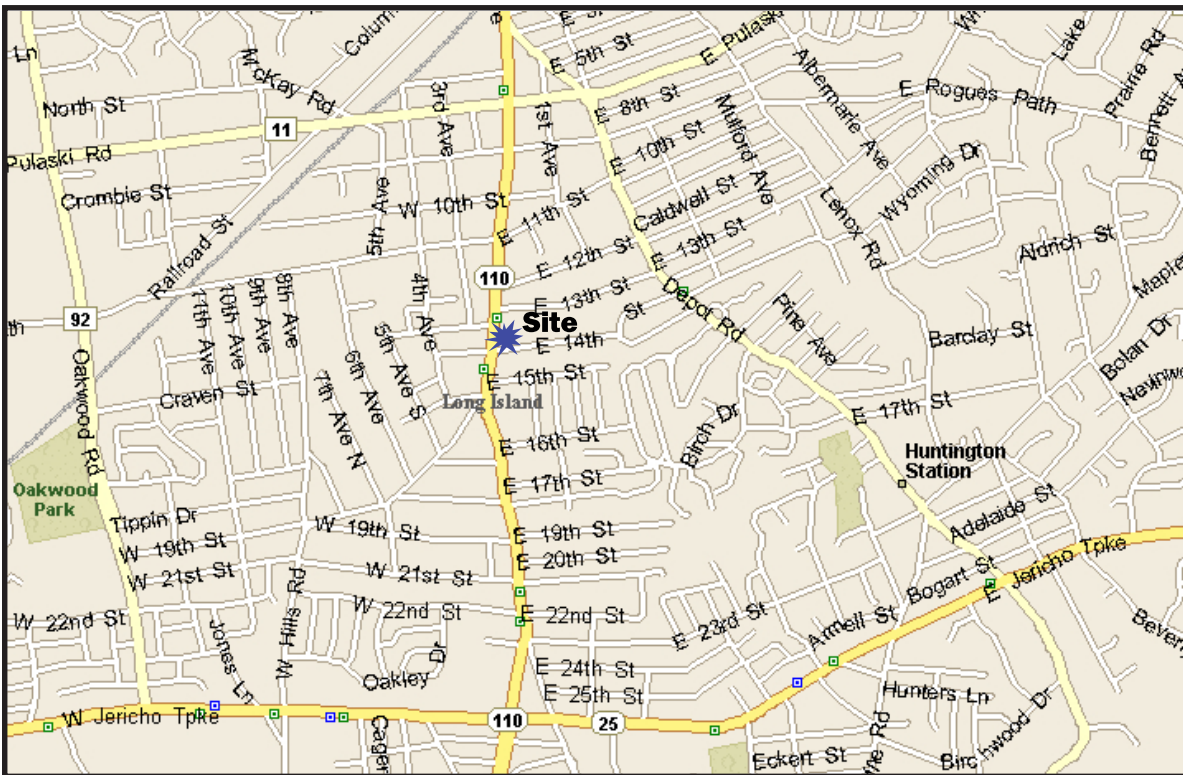 Ln
Colum
E 5th St
E Pulaski
Lake
Prairie Rd
McKay Rd
3rd Ave
1st Ave
E 8th St
Mulford Ave
Albermarle Ave
E Rogues Path
Bennett
North St
11
Pulaski Rd
E 10th St
Wyoming Dr
Crombie St
5th Ave
W 10th St
E 11th St
Caldwell St
Lenox Rd
Railroad St
E 12th St
E 13th St
Aldrich St
Maple
110
11th Ave
10th Ave
9th Ave
8th Ave
4th Ave
E 13th St
St
Depot Rd
Pine Ave
92
th
Site
E 14th
Barclay St
Bolan Dr
Oakwood Rd
5th Ave S
6th Ave
7th Ave N
E 15th St
Craven St
Long Island
E 17th St
Birch Dr
E 16th St
Huntington
Station
Oakwood
Park
E 17th St
Tippin Dr
W 19th St
W 19th St
E 19th St
Adelaide St
E 20th St
Jericho Tpke
W 21st St
W 21st St
Bogart St
E
W 22nd St
W Hills Rd
W 22nd St
E 22nd St
E 23rd St
Armell St
Bever
Jones Ln
Oakley Dr
E 24th St
E 25th St
Hunters Ln
W Jericho Tpke
110
25
Cager
Eckert St
Rd
Birchwood Dr